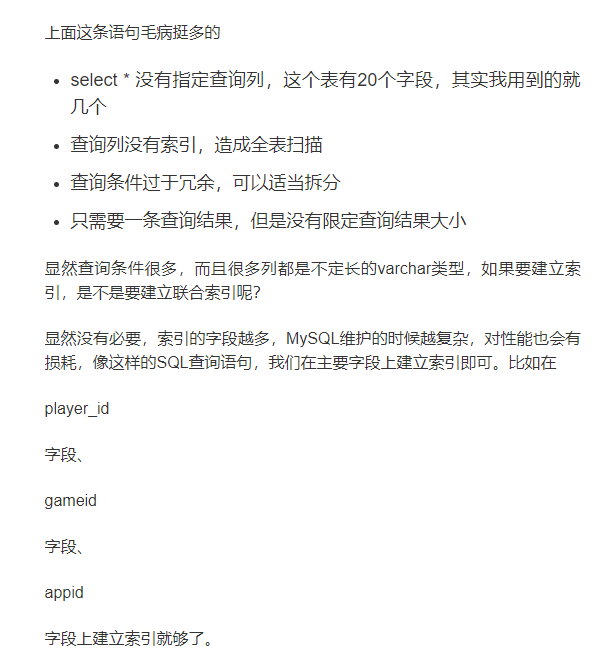 上面这条语句毛病挺多的
select * 没有指定查询列，这个表有20个字段，其实我用到的就
几个
查询列没有索引，造成全表扫描
查询条件过于冗余，可以适当拆分
只需要一条查询结果，但是没有限定查询结果大小
显然查询条件很多，而且很多列都是不定长的varchar类型，如果要建立索
引，是不是要建立联合索引呢？
显然没有必要，索引的字段越多，MySQL维护的时候越复杂，对性能也会有
损耗，像这样的SQL查询语句，我们在主要字段上建立索引即可。比如在
player_id
字段、
gameid
字段、
appid
字段上建立索引就够了。